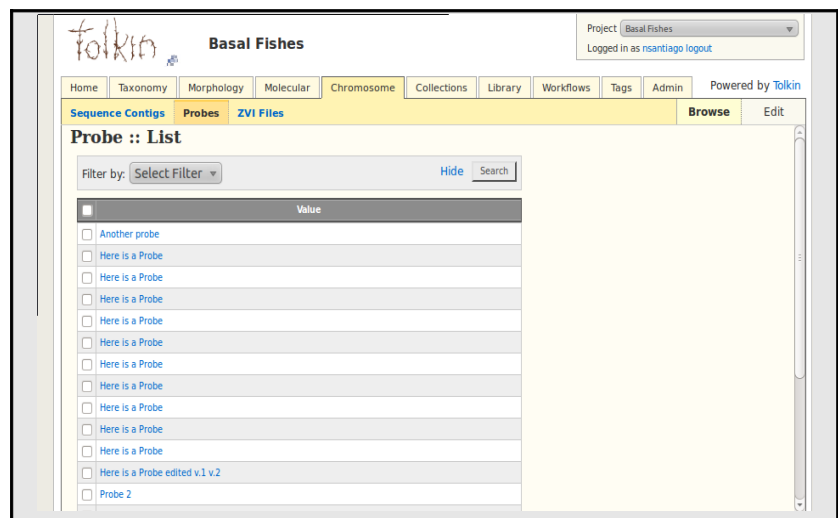 Tolkin
Basal Fishes
Project Basal Fishes
Logged in as nsantiago logout
Home Taxonomy Morphology Molecular Chromosome Collections Library Workflows Tags Admin Powered by Tolkin
Sequence Contigs Probes ZVI Files Browse Edit
Probe :: List
Filter by: Select Filter Hide Search
Value
Another probe
Here is a Probe
Here is a Probe
Here is a Probe
Here is a Probe
Here is a Probe
Here is a Probe
Here is a Probe
Here is a Probe
Here is a Probe
Here is a Probe
Here is a Probe edited v.1 v.2
Probe 2